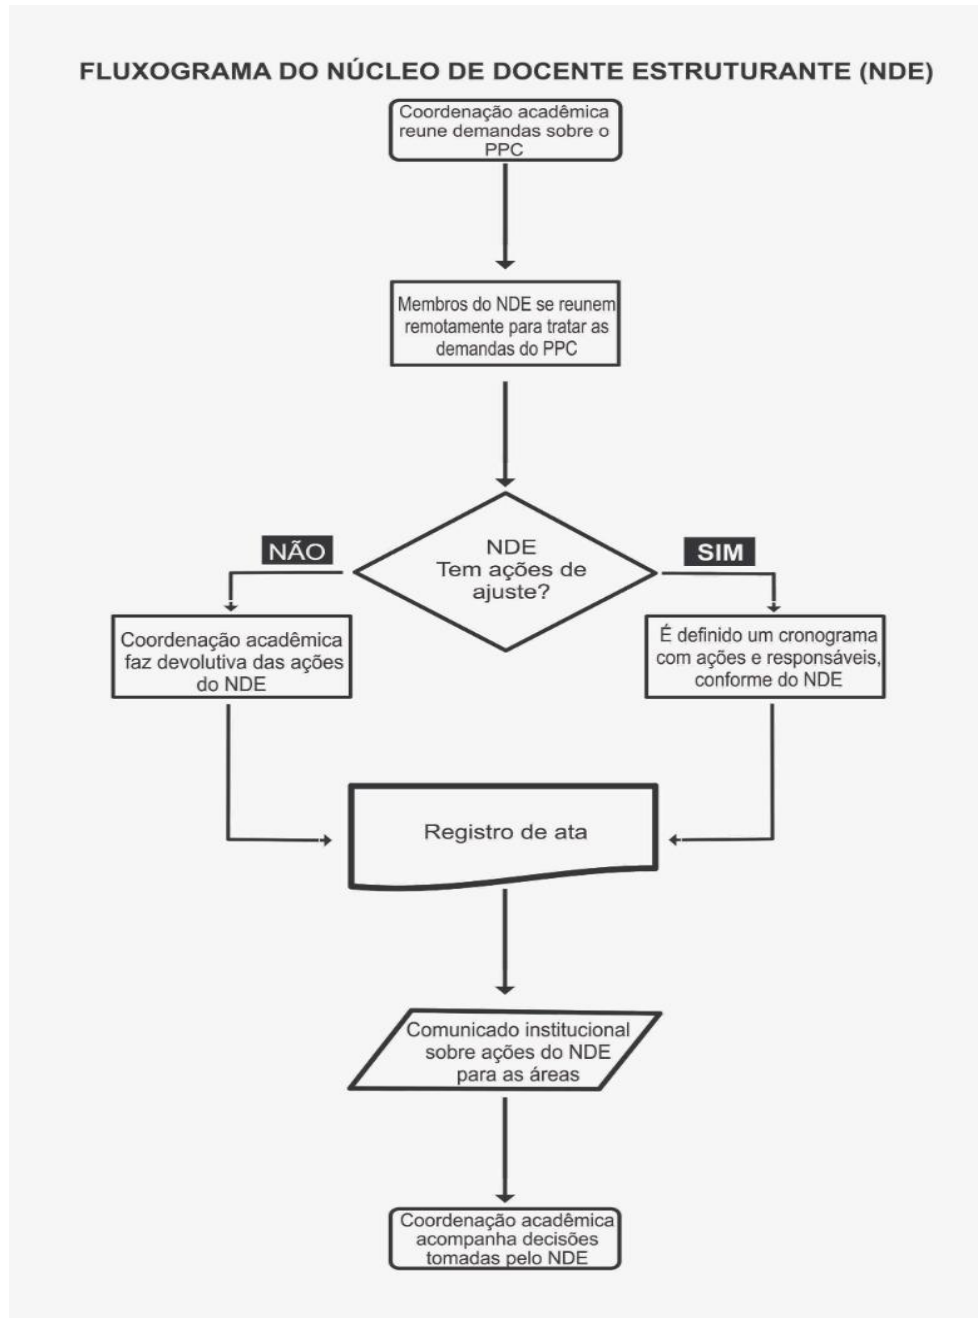 FLUXOGRAMA DO NÚCLEO DE DOCENTE ESTRUTURANTE (NDE)
Coordenação acadêmica
reune demandas sobre o
PPC
Membros do NDE se reunem
remotamente para tratar as
demandas do PPC
NDE
Tem ações de
ajuste?
NÃO
SIM
Coordenação acadêmica
faz devolutiva das ações
do NDE
É definido um cronograma
com ações e responsáveis,
conforme do NDE
Registro de ata
Comunicado institucional
sobre ações do NDE
para as áreas
Coordenação acadêmica
acompanha decisões
tomadas pelo NDE